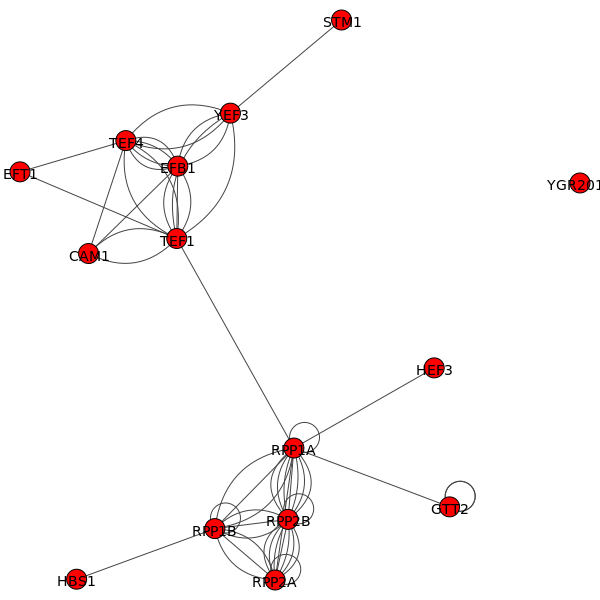 STM1
YEF3
TEF4
EFB1
EFT1
YGR201
TEF1
CAM1
HEF3
RPP1A
GTT2
RPP2B
RPP1B
HBS1
RPP2A